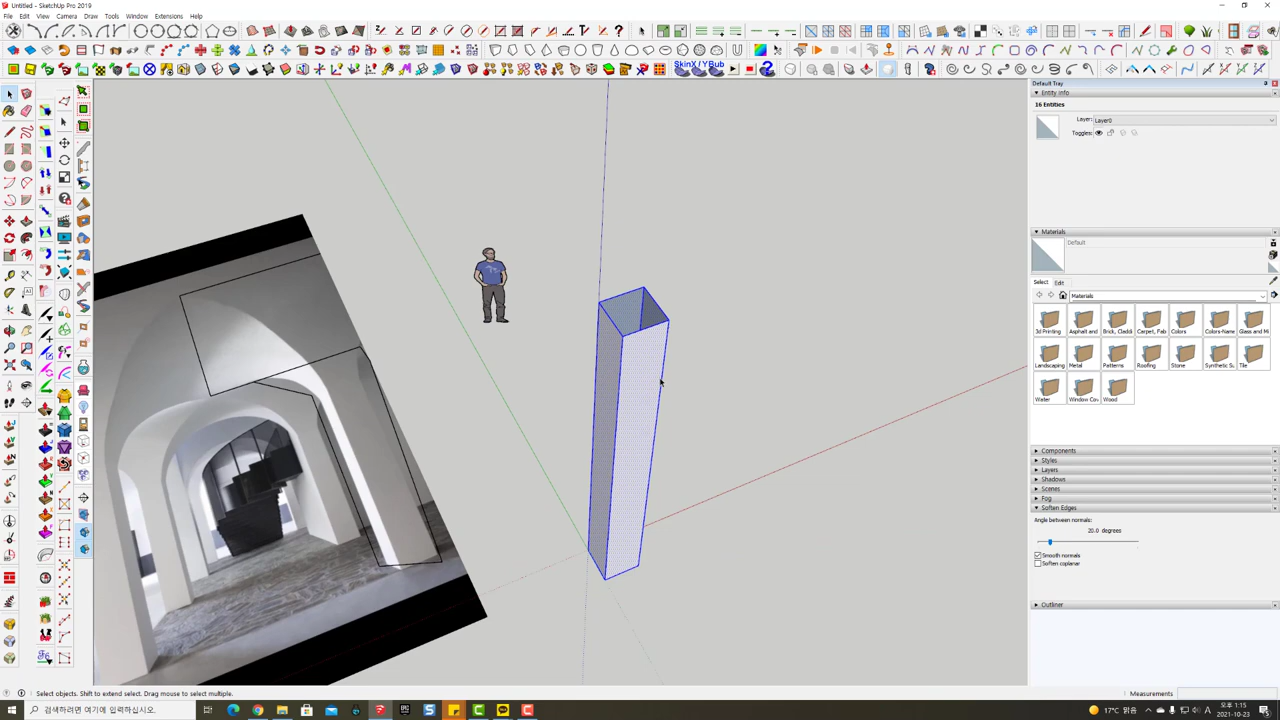 Untitled - SketchUp Pro 2019
File Edit View Camera Draw Tools Window Extensions Help
SkinX/YBub
Default Tray
Entity Info
16 Entities
Layer: Layer0
Toggles:
Materials
Default
Select Edit
Materials
3d Printing Asphalt and Brick, Claddi Carpet, Fab Colors Colors-Name Glass and Mi
Landscaping Metal Patterns Roofing Stone Synthetic Su Tile
Water Window Cov Wood
Components
Styles
Layers
Shadows
Scenes
Fog
Soften Edges
Angle between normals:
20.0 degrees
Smooth normals
Soften coplanar
Outliner
Select objects. Shift to extend select. Drag mouse to select multiple.
Measurements
검색하려면 여기에 입력하십시오.
17°C 맑음
오후 1:15
2021-10-23